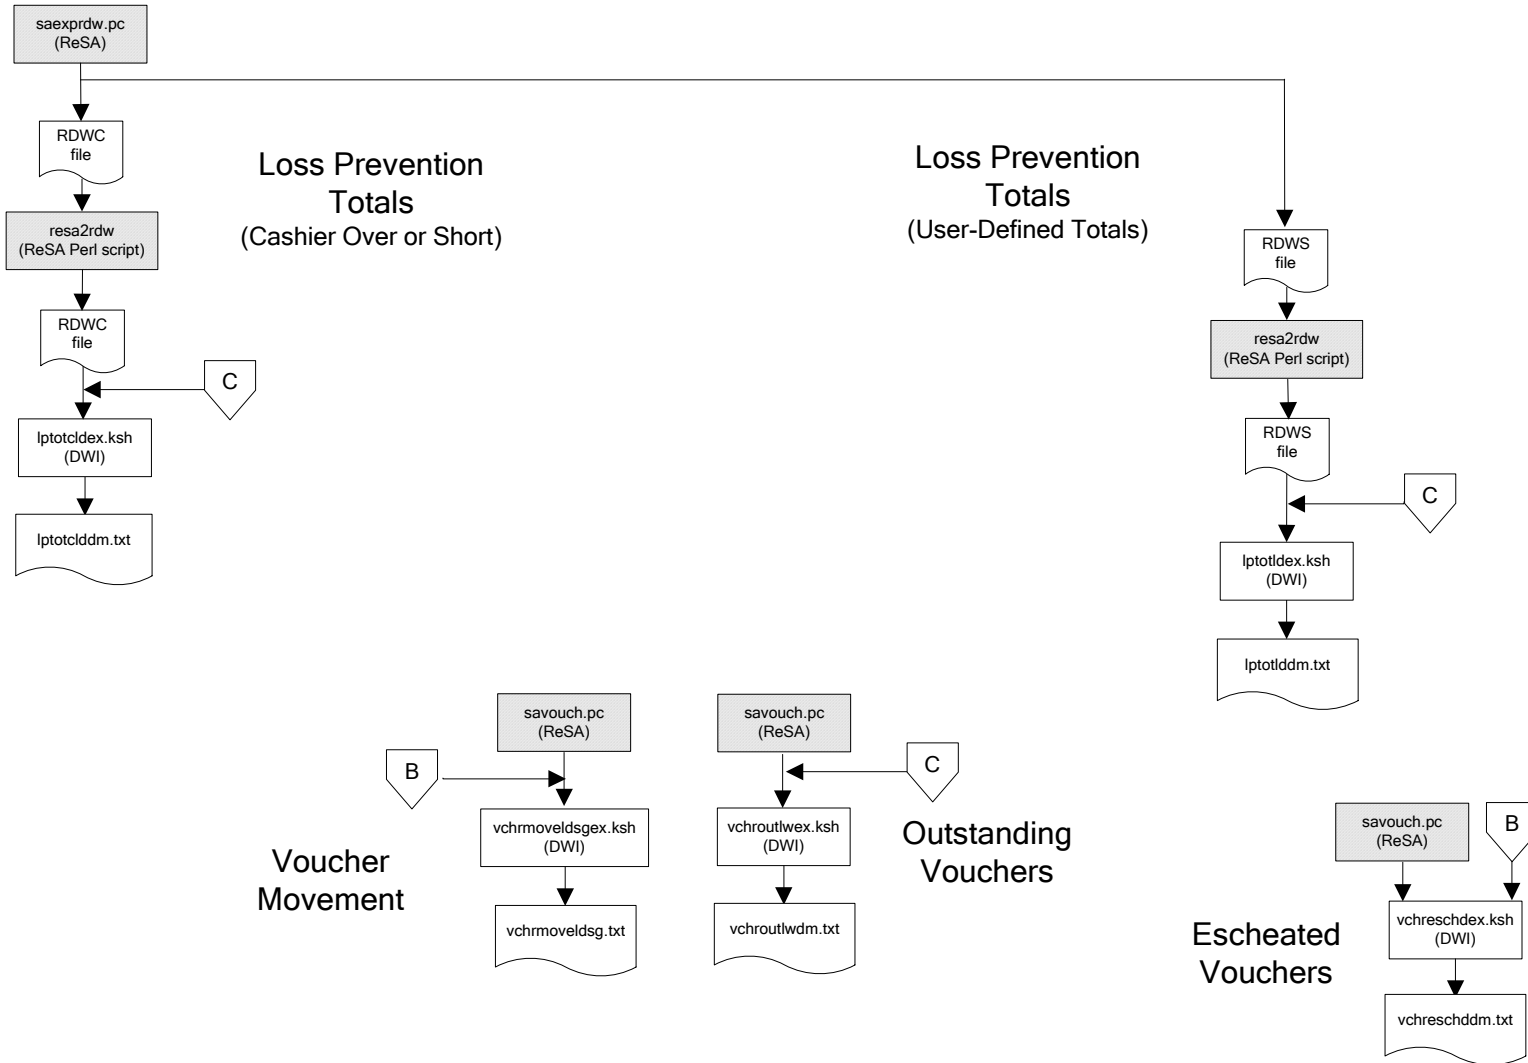 saexprdw.pc
(ReSA)
RDWC
file
Loss Prevention
Totals
(Cashier Over or Short)
resa2rdw
(ReSA Perl script)
RDWC
file
C
lptotcldex.ksh
(DWI)
lptotclddm.txt
Loss Prevention
Totals
(User-Defined Totals)
RDWS
file
resa2rdw
(ReSA Perl script)
RDWS
file
C
lptotldex.ksh
(DWI)
lptotlddm.txt
savouch.pc
(ReSA)
B
vchrmoveldsgex.ksh
(DWI)
Voucher
Movement
vchrmoveldsg.txt
savouch.pc
(ReSA)
C
vchroutlwex.ksh
(DWI)
Outstanding
Vouchers
vchroutlwdm.txt
savouch.pc
(ReSA)
B
vchreschdex.ksh
(DWI)
Escheated
Vouchers
vchreschddm.txt